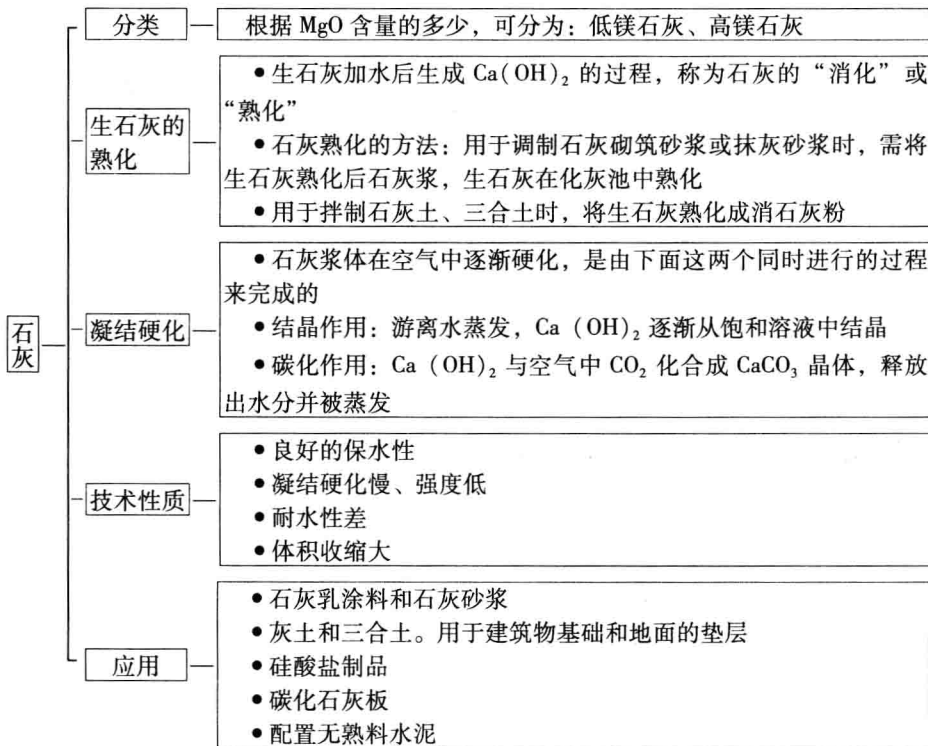 石灰
分类
根据 MgO 含量的多少，可分为：低镁石灰、高镁石灰
生石灰的
熟化
• 生石灰加水后生成 Ca(OH)₂ 的过程，称为石灰的“消化”或
“熟化”
• 石灰熟化的方法：用于调制石灰砌筑砂浆或抹灰砂浆时，需将
生石灰熟化后石灰浆，生石灰在化灰池中熟化
• 用于拌制石灰土、三合土时，将生石灰熟化成消石灰粉
凝结硬化
• 石灰浆体在空气中逐渐硬化，是由下面这两个同时进行的过程
来完成的
• 结晶作用：游离水蒸发，Ca（OH）₂ 逐渐从饱和溶液中结晶
• 碳化作用：Ca（OH）₂ 与空气中 CO₂ 化合成 CaCO₃ 晶体，释放
出水分并被蒸发
技术性质
• 良好的保水性
• 凝结硬化慢、强度低
• 耐水性差
• 体积收缩大
应用
• 石灰乳涂料和石灰砂浆
• 灰土和三合土。用于建筑物基础和地面的垫层
• 硅酸盐制品
• 碳化石灰板
• 配置无熟料水泥